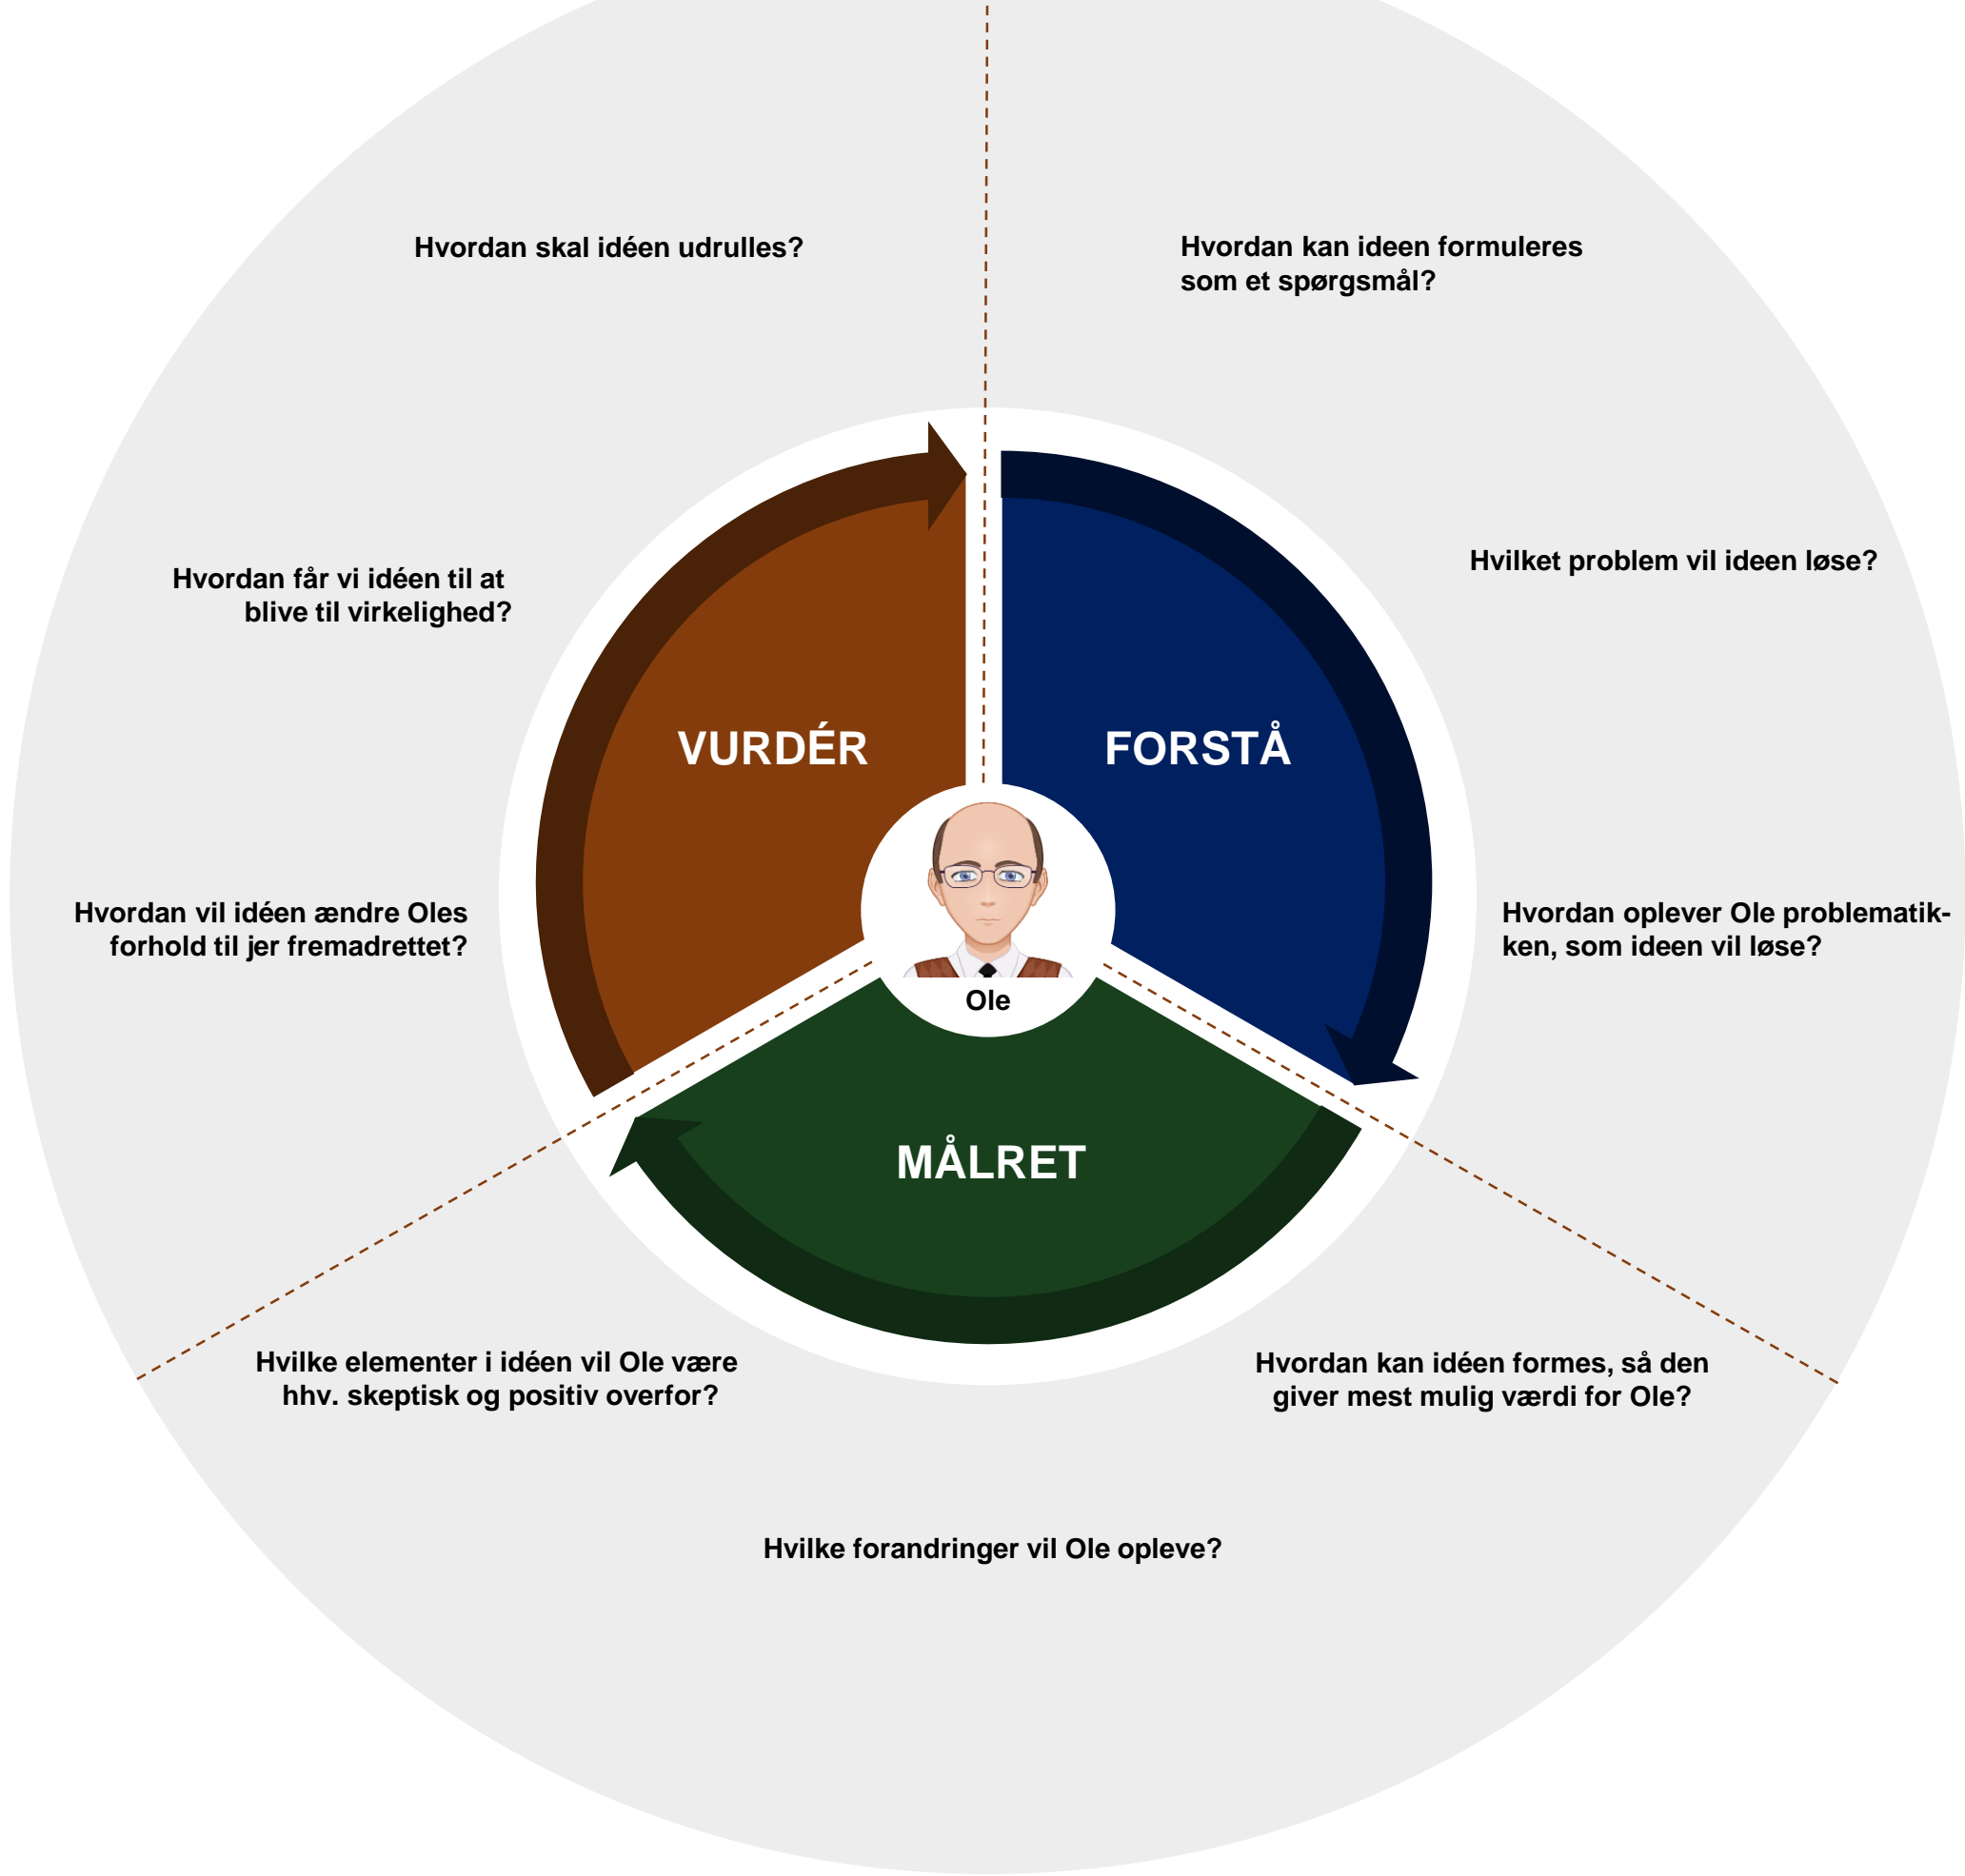 Hvordan skal idéen udrulles?
Hvordan kan ideen formuleres
som et spørgsmål?
Hvordan får vi idéen til at
blive til virkelighed?
Hvilket problem vil ideen løse?
VURDÉR
FORSTÅ
Hvordan vil idéen ændre Oles
forhold til jer fremadrettet?
Hvordan oplever Ole problematik-
ken, som ideen vil løse?
Ole
MÅLRET
Hvilke elementer i idéen vil Ole være
hhv. skeptisk og positiv overfor?
Hvordan kan idéen formes, så den
giver mest mulig værdi for Ole?
Hvilke forandringer vil Ole opleve?